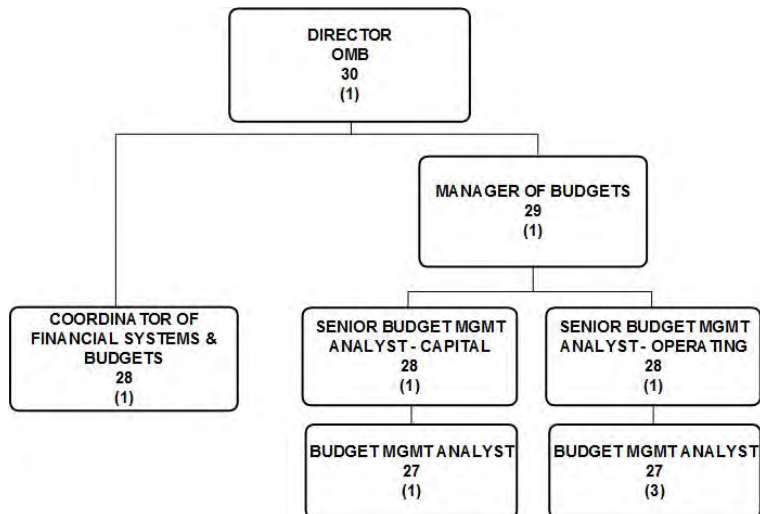 DIRECTOR
OMB
30
(1)
MANAGER OF BUDGETS
29
(1)
COORDINATOR OF
FINANCIAL SYSTEMS &
BUDGETS
28
(1)
SENIOR BUDGET MGMT
ANALYST - CAPITAL
28
(1)
SENIOR BUDGET MGMT
ANALYST - OPERATING
28
(1)
BUDGET MGMT ANALYST
27
(1)
BUDGET MGMT ANALYST
27
(3)